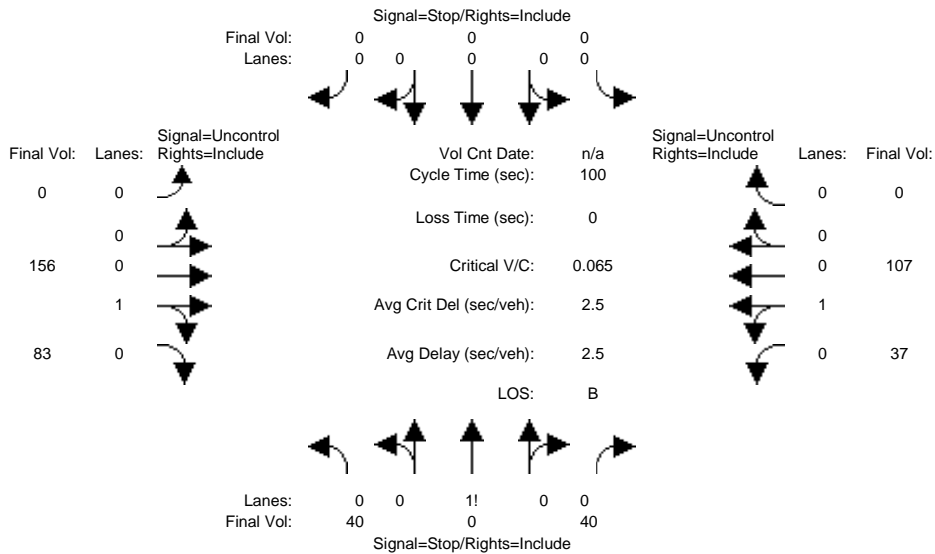 Signal=Stop/Rights=Include
Final Vol: 0 0 0
Lanes: 0 0 0 0 0
Signal=Uncontrol Signal=Uncontrol
Final Vol: Lanes: Rights=Include Vol Cnt Date: n/a Rights=Include Lanes: Final Vol:
Cycle Time (sec): 100
0 0 0 0
Loss Time (sec): 0
0 0
156 0 Critical V/C: 0.065 0 107
1 Avg Crit Del (sec/veh): 2.5 1
83 0 Avg Delay (sec/veh): 2.5 0 37
LOS: B
Lanes: 0 0 1! 0 0
Final Vol: 40 0 40
Signal=Stop/Rights=Include